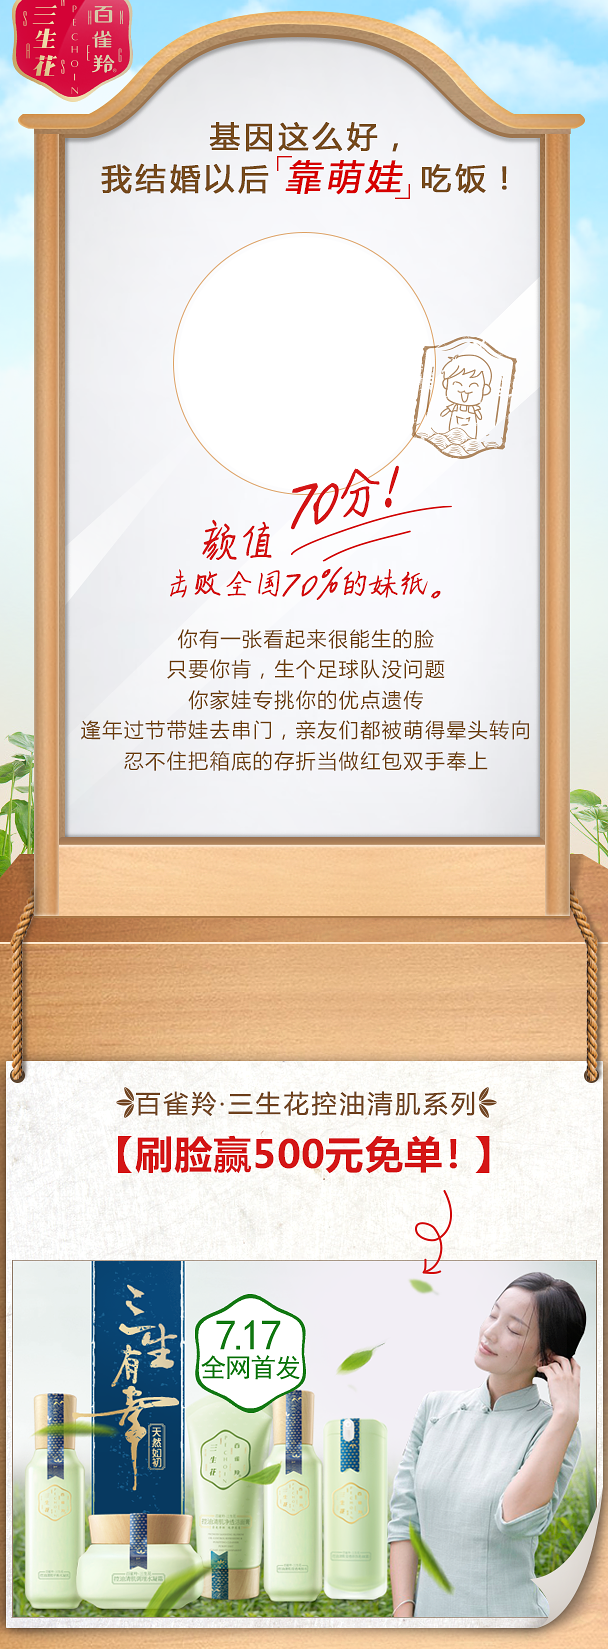 三生花
PECHOIN
百雀羚
基因这么好，
我结婚以后「靠萌娃」吃饭！
颜值70分！
击败全国70%的妹纸。
你有一张看起来很能生的脸
只要你肯，生个足球队没问题
你家娃专挑你的优点遗传
逢年过节带娃去串门，亲友们都被萌得晕头转向
忍不住把箱底的存折当做红包双手奉上
百雀羚·三生花控油清肌系列
【刷脸赢500元免单！】
三生有幸
天然如初
7.17
全网首发
三生花
百雀羚